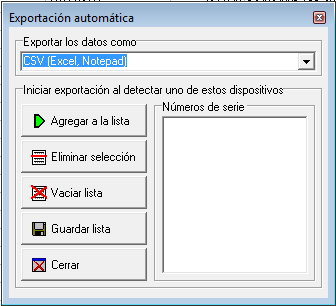 Exportación automática
Exportar los datos como
CSV (Excel, Notepad)
Iniciar exportación al detectar uno de estos dispositivos
Agregar a la lista
Eliminar selección
Vaciar lista
Guardar lista
Cerrar
Números de serie